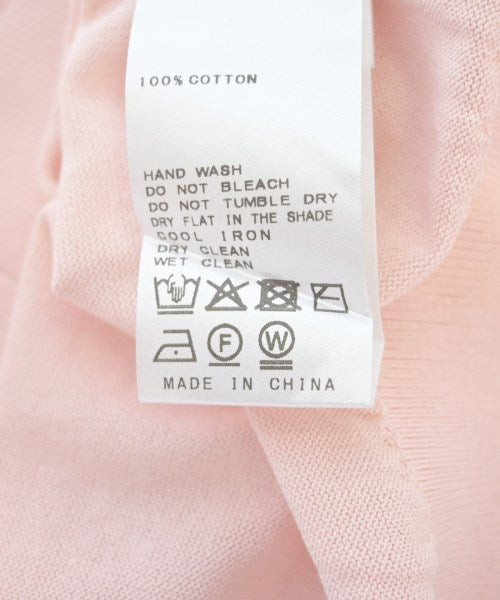 100% COTTON
HAND WASH
DO NOT BLEACH
DO NOT TUMBLE DRY
DRY FLAT IN THE SHADE
COOL IRON
DRY CLEAN
WET CLEAN
F W
MADE IN CHINA